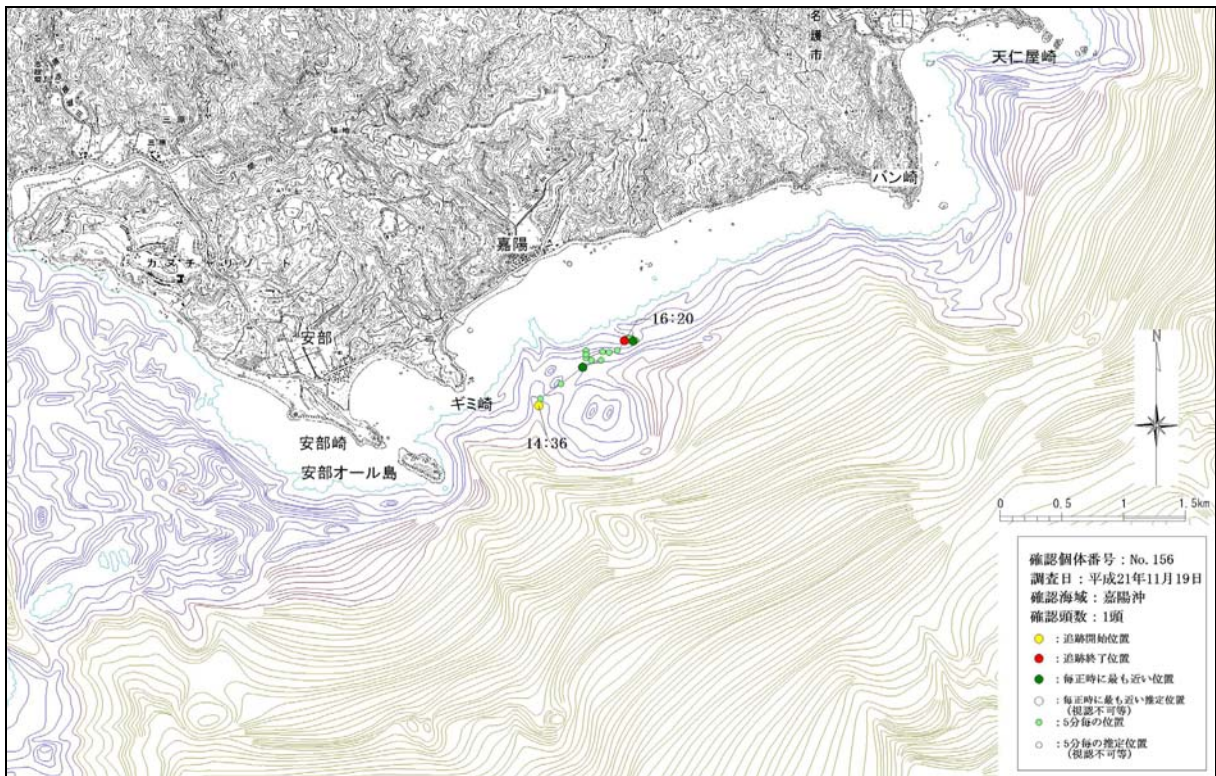 名護市
天仁屋崎
バン崎
嘉陽
三原
カヌチャリゾート
安部
ギミ崎
安部崎
安部オール島
16:20
14:36
N
0 0.5 1 1.5km
確認個体番号：No.156
調査日：平成21年11月19日
確認海域：嘉陽沖
確認頭数：1頭
：追跡開始位置
：追跡終了位置
：毎正時に最も近い位置
：毎正時に最も近い推定位置
（視認不可等）
：5分毎の位置
：5分毎の推定位置
（視認不可等）